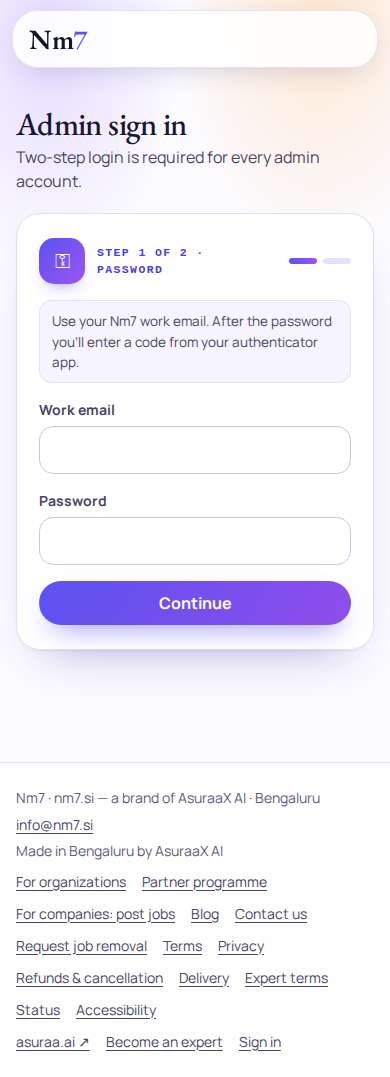 Nm7
Admin sign in
Two-step login is required for every admin
account.
STEP 1 OF 2 ·
PASSWORD
Use your Nm7 work email. After the password
you'll enter a code from your authenticator
app.
Work email
Password
Continue
Nm7 · nm7.si — a brand of AsuraaX AI · Bengaluru
info@nm7.si
Made in Bengaluru by AsuraaX AI
For organizations Partner programme
For companies: post jobs Blog Contact us
Request job removal Terms Privacy
Refunds & cancellation Delivery Expert terms
Status Accessibility
asuraa.ai ↗ Become an expert Sign in